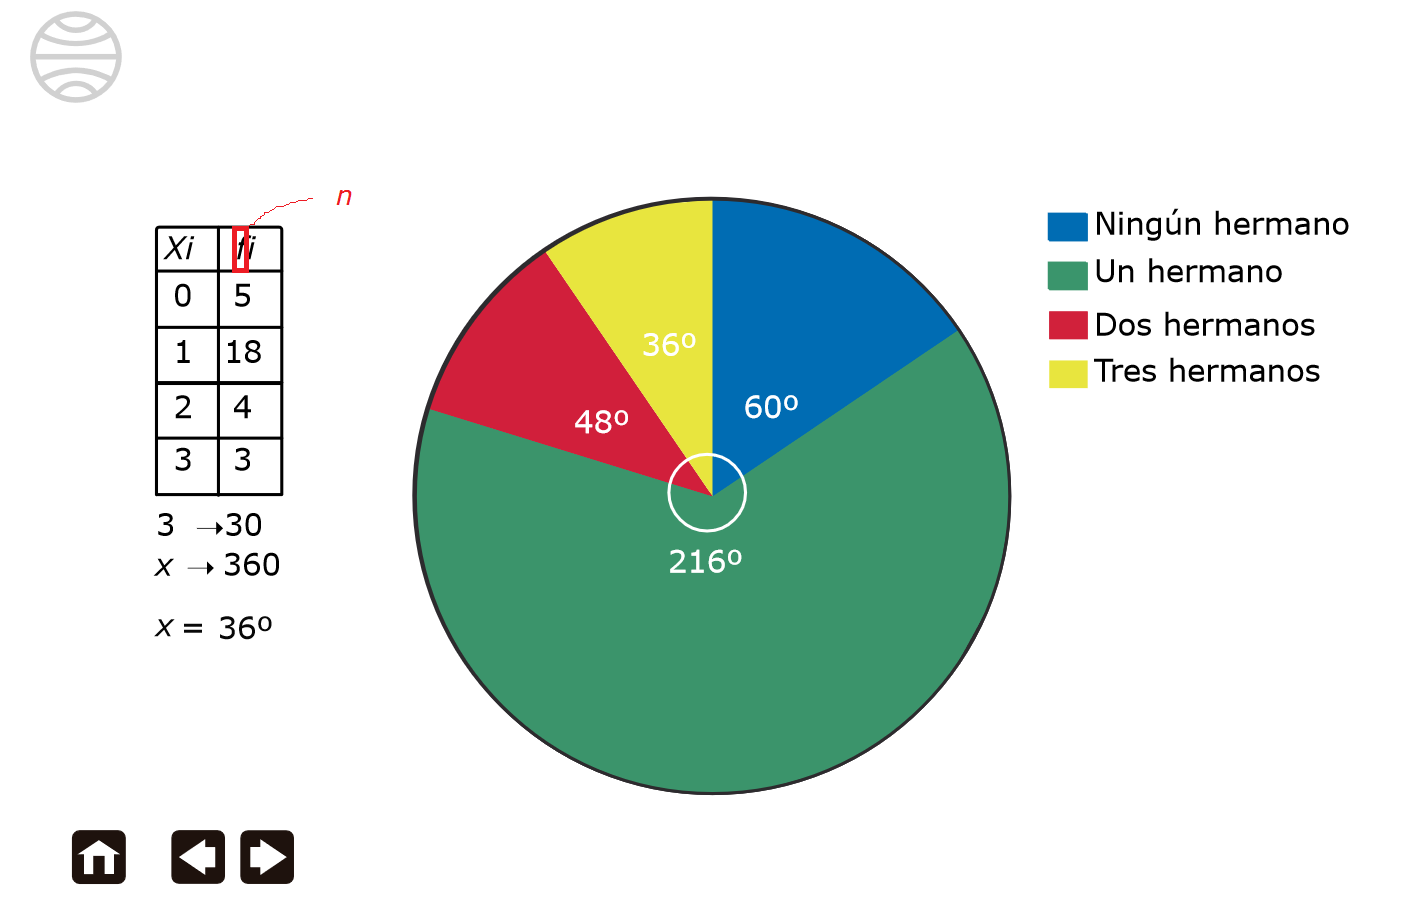 n
Xi fi
0 5
1 18
2 4
3 3
3 → 30
x → 360
x = 36º
36º
48º
60º
216º
Ningún hermano
Un hermano
Dos hermanos
Tres hermanos